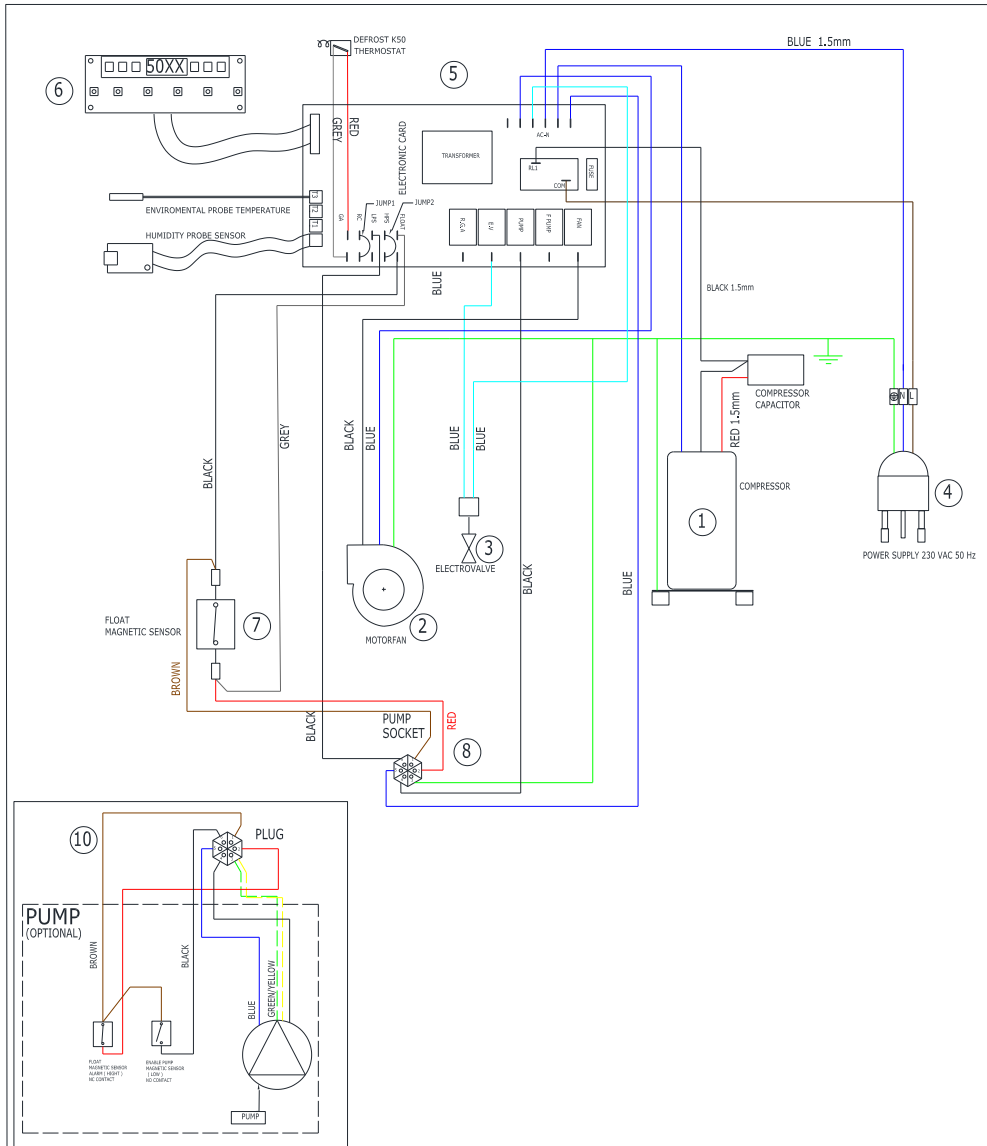 DEFROST K50
THERMOSTAT
BLUE 1.5mm
50XX
6
5
RED
GREY
ELECTRONIC CARD
TRANSFORMER
AC-N
RL1
COM
FUSE
T3
T2
T1
ENVIROMENTAL PROBE TEMPERATURE
HUMIDITY PROBE SENSOR
GA
RC
JUMP1
LPS
HPS
JUMP2
FLOAT
R.G.A
E.V
PUMP
F PUMP
FAN
BLUE
BLACK 1.5mm
COMPRESSOR
CAPACITOR
RED 1.5mm
N
L
COMPRESSOR
1
4
POWER SUPPLY 230 VAC 50 Hz
BLACK
GREY
BLACK
BLUE
BLUE
BLUE
3
ELECTROVALVE
BLACK
BLUE
2
MOTORFAN
FLOAT
MAGNETIC SENSOR
7
BROWN
BLACK
PUMP
SOCKET
RED
8
10
PLUG
PUMP
(OPTIONAL)
BROWN
BLACK
BLUE
GREEN/YELLOW
FLOAT
MAGNETIC SENSOR
ALARM ( HIGHT )
NC CONTACT
ENABLE PUMP
MAGNETIC SENSOR
( LOW )
NO CONTACT
PUMP